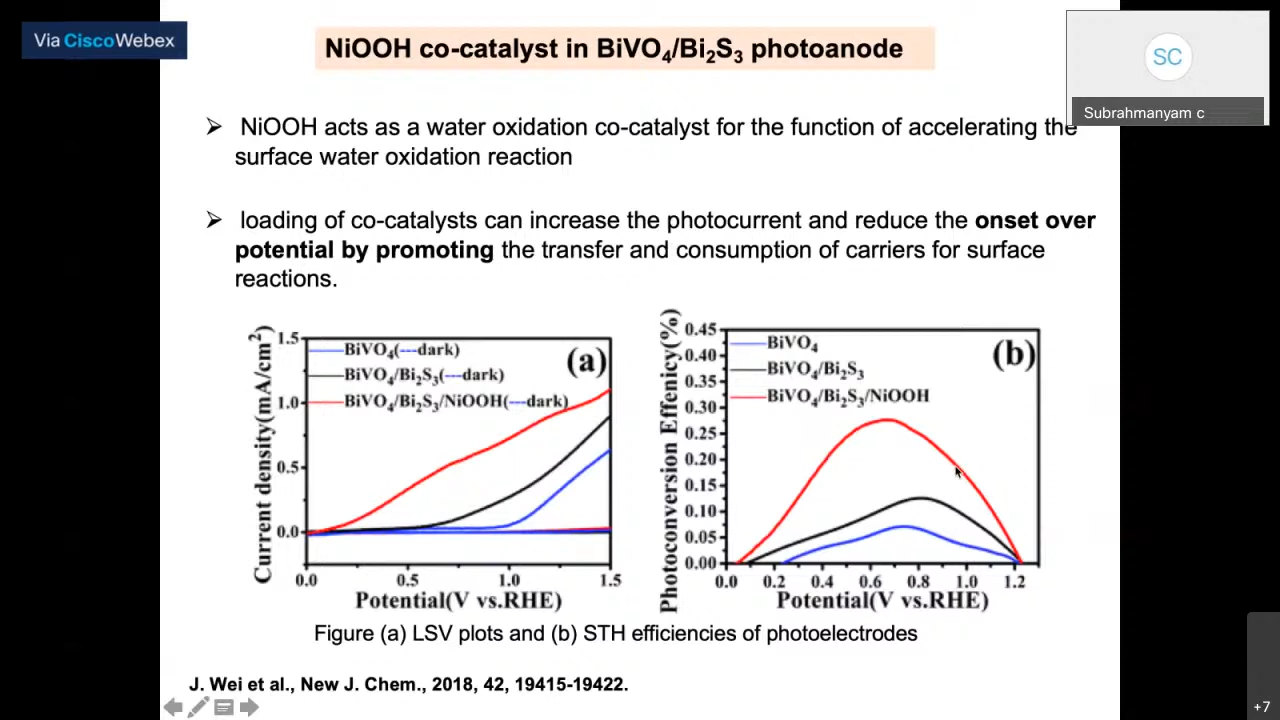 Via CiscoWebex
NiOOH co-catalyst in BiVO₄/Bi₂S₃ photoanode
SC
Subrahmanyam c
➢ NiOOH acts as a water oxidation co-catalyst for the function of accelerating the
surface water oxidation reaction
➢ loading of co-catalysts can increase the photocurrent and reduce the onset over
potential by promoting the transfer and consumption of carriers for surface
reactions.
Current density(mA/cm²)
1.5
1.0
0.5
0.0
BiVO₄(---dark)
BiVO₄/Bi₂S₃(---dark)
BiVO₄/Bi₂S₃/NiOOH(---dark)
(a)
0.0 0.5 1.0 1.5
Potential(V vs.RHE)
Photoconversion Effenicy(%)
0.45
0.40
0.35
0.30
0.25
0.20
0.15
0.10
0.05
0.00
BiVO₄
BiVO₄/Bi₂S₃
BiVO₄/Bi₂S₃/NiOOH
(b)
0.0 0.2 0.4 0.6 0.8 1.0 1.2
Potential(V vs.RHE)
Figure (a) LSV plots and (b) STH efficiencies of photoelectrodes
J. Wei et al., New J. Chem., 2018, 42, 19415-19422.
+7